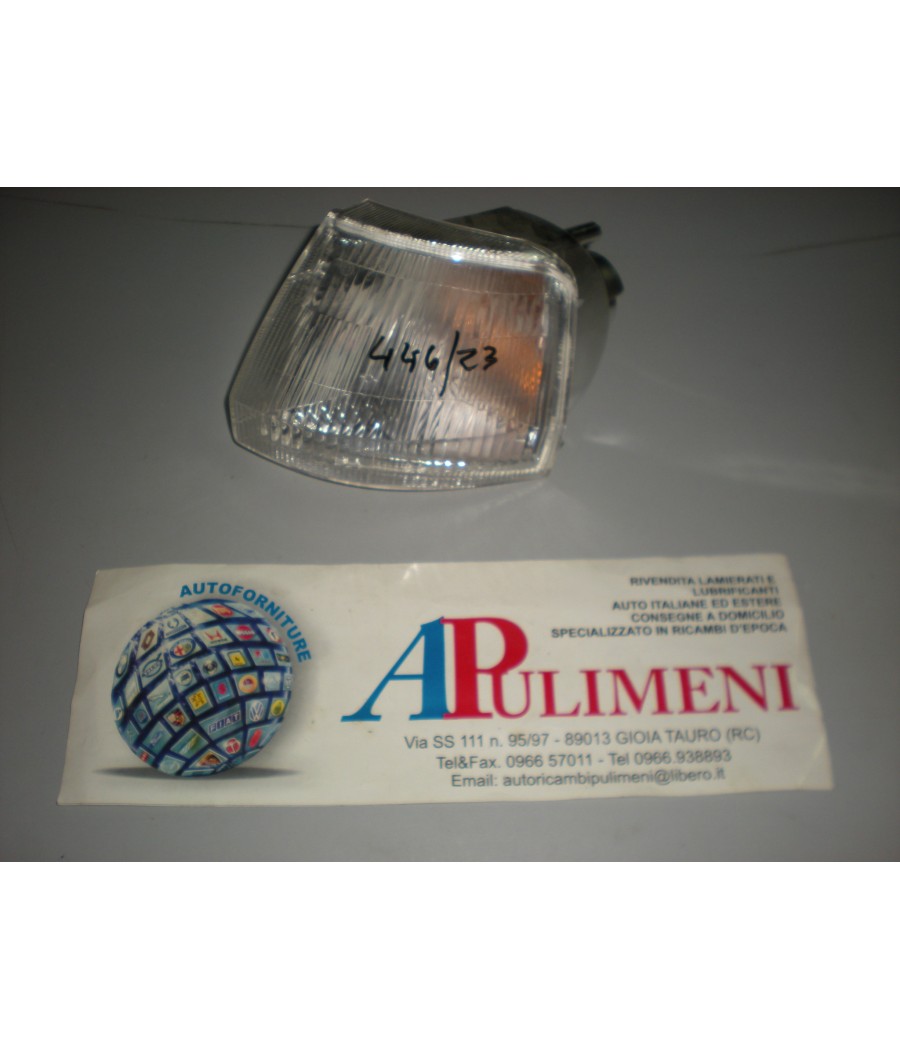 446/23
AUTOFORNITURE
RIVENDITA LAMIERATI E
LUBRIFICANTI
AUTO ITALIANE ED ESTERE
CONSEGNE A DOMICILIO
SPECIALIZZATO IN RICAMBI D'EPOCA
APULIMENI
Via SS 111 n. 95/97 - 89013 GIOIA TAURO (RC)
Tel&Fax. 0966 57011 - Tel 0966.938893
Email: autoricambipulimeni@libero.it